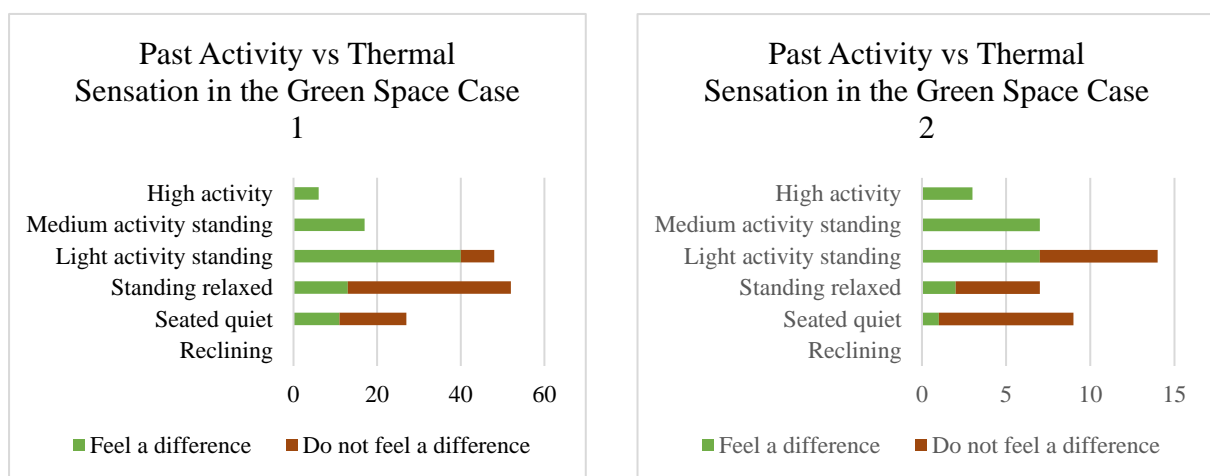 Past Activity vs Thermal
Sensation in the Green Space Case
1
High activity
Medium activity standing
Light activity standing
Standing relaxed
Seated quiet
Reclining
0 20 40 60
Feel a difference Do not feel a difference
Past Activity vs Thermal
Sensation in the Green Space Case
2
High activity
Medium activity standing
Light activity standing
Standing relaxed
Seated quiet
Reclining
0 5 10 15
Feel a difference Do not feel a difference